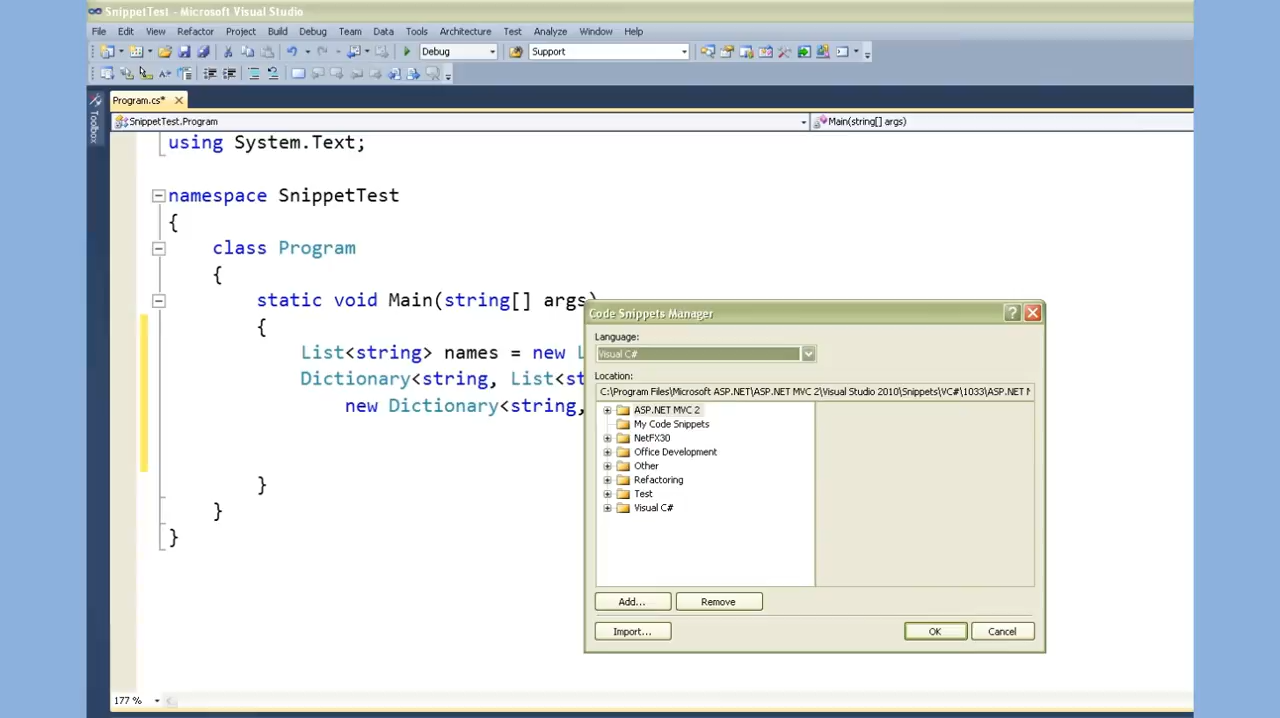 SnippetTest - Microsoft Visual Studio
File Edit View Refactor Project Build Debug Team Data Tools Architecture Test Analyze Window Help
Debug Support
Program.cs*
Toolbox
SnippetTest.Program Main(string[] args)
using System.Text;
namespace SnippetTest
{
class Program
{
static void Main(string[] args)
{
List<string> names = new L
Dictionary<string, List<st
new Dictionary<string,
}
}
}
Code Snippets Manager
Language:
Visual C#
Location:
C:\Program Files\Microsoft ASP.NET\ASP.NET MVC 2\Visual Studio 2010\Snippets\VC#\1033\ASP.NET M
ASP.NET MVC 2
My Code Snippets
NetFX30
Office Development
Other
Refactoring
Test
Visual C#
Add... Remove
Import... OK Cancel
177 %